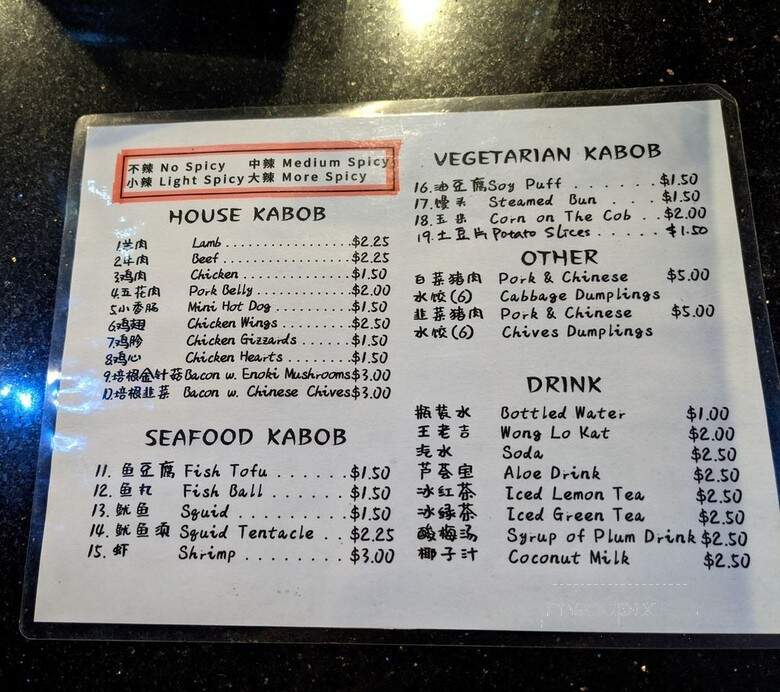 不辣 No Spicy 中辣 Medium Spicy
小辣 Light Spicy 大辣 More Spicy
HOUSE KABOB
1.羊肉 Lamb ............ $2.25
2.牛肉 Beef ............ $2.25
3.鸡肉 Chicken .......... $1.50
4.五花肉 Pork Belly ........ $2.00
5.小香肠 Mini Hot Dog ....... $1.50
6.鸡翅 Chicken Wings ....... $2.50
7.鸡胗 Chicken Gizzards ..... $1.50
8.鸡心 Chicken Hearts ...... $1.50
9.培根金针菇 Bacon w. Enoki Mushrooms $3.00
10.培根韭菜 Bacon w. Chinese Chives $3.00
SEAFOOD KABOB
11. 鱼豆腐 Fish Tofu ....... $1.50
12. 鱼丸 Fish Ball ....... $1.50
13. 鱿鱼 Squid ......... $1.50
14. 鱿鱼须 Squid Tentacle .. $2.25
15. 虾 Shrimp ........ $3.00
VEGETARIAN KABOB
16.油豆腐 Soy Puff ...... $1.50
17.馒头 Steamed Bun .. $1.50
18.玉米 Corn on The Cob .. $2.00
19.土豆片 Potato Slices ..... $1.50
OTHER
白菜猪肉 Pork & Chinese $5.00
水饺(6) Cabbage Dumplings
韭菜猪肉 Pork & Chinese $5.00
水饺(6) Chives Dumplings
DRINK
瓶装水 Bottled Water $1.00
王老吉 Wong Lo Kat $2.00
汽水 Soda $2.50
芦荟 Aloe Drink $2.50
冰红茶 Iced Lemon Tea $2.50
冰绿茶 Iced Green Tea $2.50
酸梅汤 Syrup of Plum Drink $2.50
椰子汁 Coconut Milk $2.50